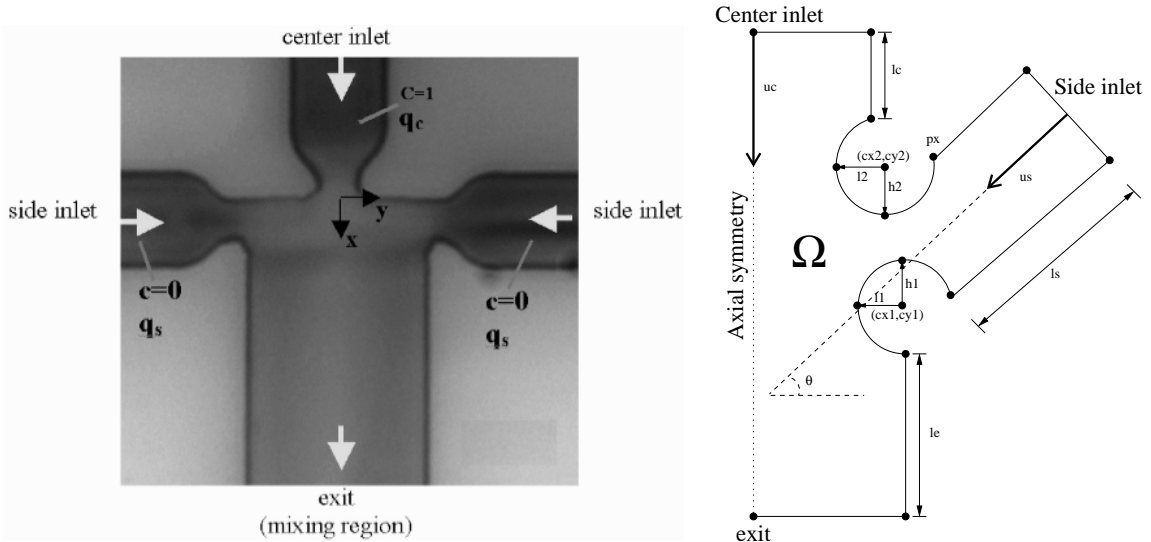 center inlet
C=1
qc
side inlet
y
x
side inlet
c=0
qs
c=0
qs
exit
(mixing region)
Center inlet
lc
uc
Side inlet
px
(cx2,cy2)
l2
h2
us
Axial symmetry
Ω
ls
h1
l1
(cx1,cy1)
θ
le
exit